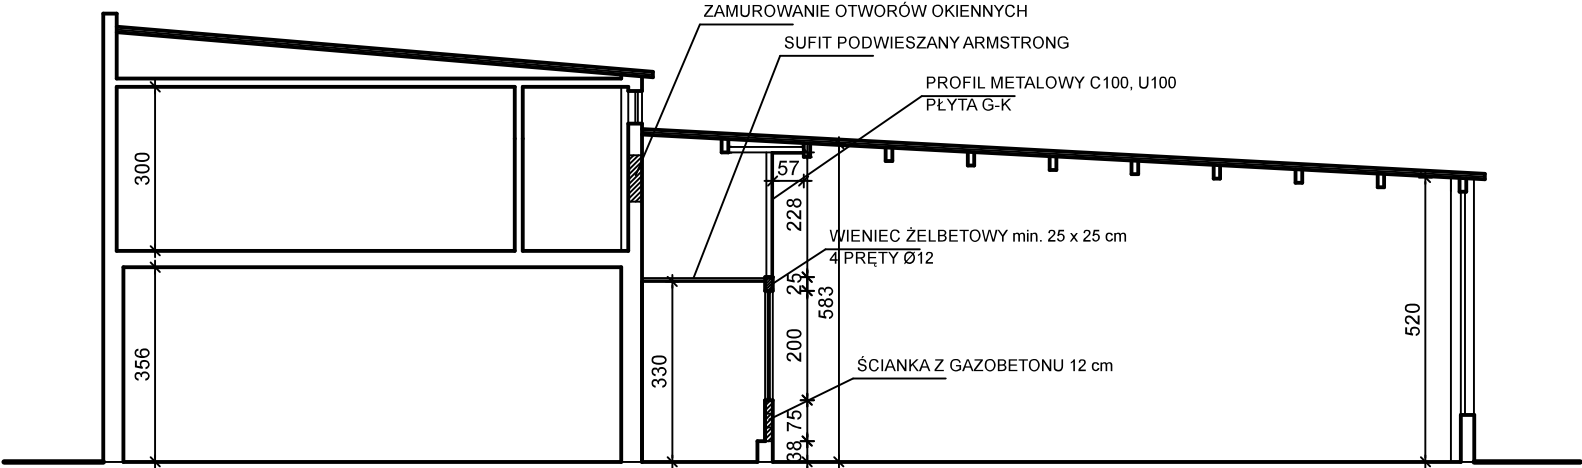 ZAMUROWANIE OTWORÓW OKIENNYCH
SUFIT PODWIESZANY ARMSTRONG
PROFIL METALOWY C100, U100
PŁYTA G-K
57
300
228
WIENIEC ŻELBETOWY min. 25 x 25 cm
4 PRĘTY Ø12
25
583
520
200
356
330
ŚCIANKA Z GAZOBETONU 12 cm
75
38